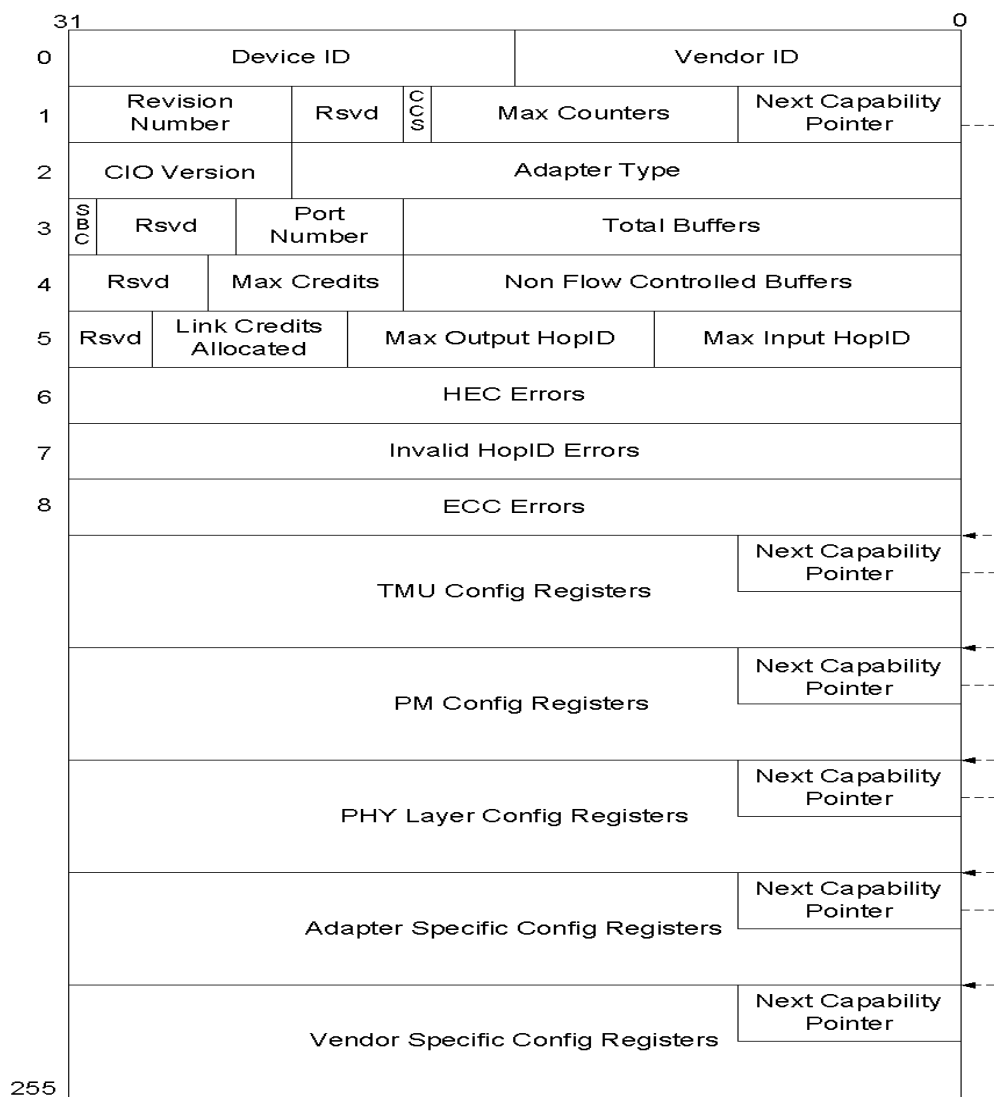 31 0
0 Device ID Vendor ID
1 Revision Number Rsvd CCS Max Counters Next Capability Pointer
2 CIO Version Adapter Type
3 SBC Rsvd Port Number Total Buffers
4 Rsvd Max Credits Non Flow Controlled Buffers
5 Rsvd Link Credits Allocated Max Output HopID Max Input HopID
6 HEC Errors
7 Invalid HopID Errors
8 ECC Errors
Next Capability Pointer
TMU Config Registers
Next Capability Pointer
PM Config Registers
Next Capability Pointer
PHY Layer Config Registers
Next Capability Pointer
Adapter Specific Config Registers
Next Capability Pointer
Vendor Specific Config Registers
255